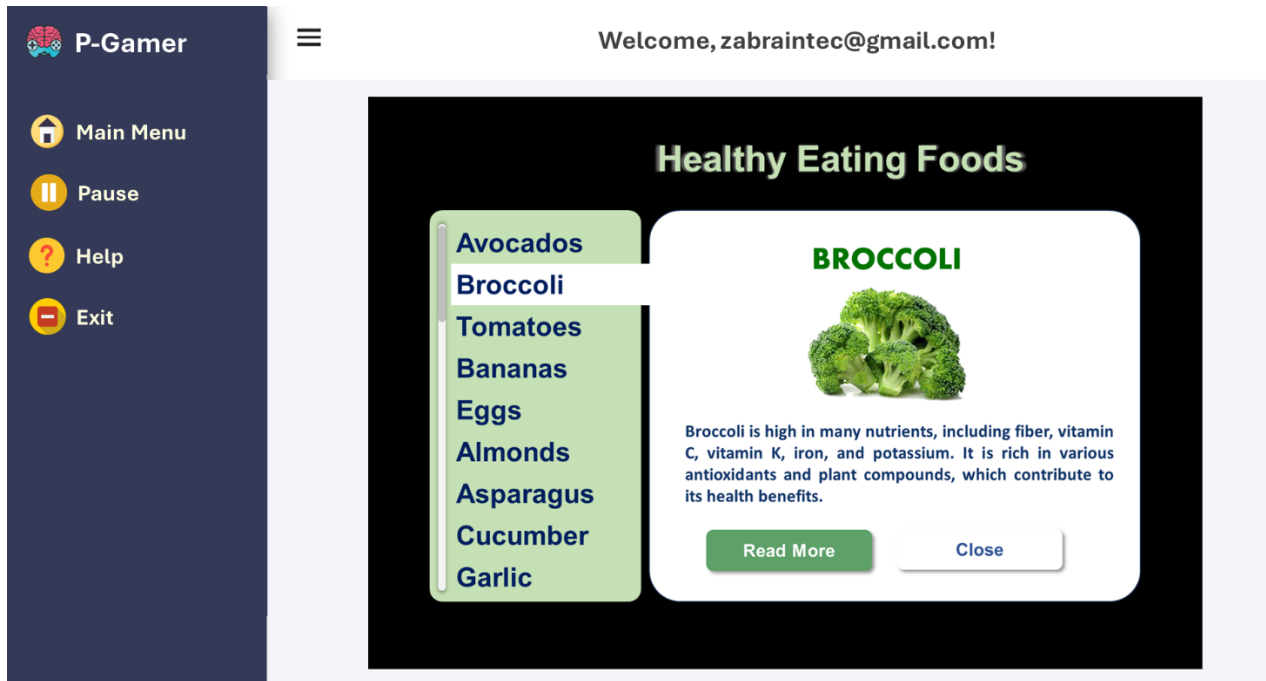 P-Gamer
Welcome, zabraintec@gmail.com!
Main Menu
Pause
Help
Exit
Healthy Eating Foods
Avocados
Broccoli
Tomatoes
Bananas
Eggs
Almonds
Asparagus
Cucumber
Garlic
BROCCOLI
Broccoli is high in many nutrients, including fiber, vitamin
C, vitamin K, iron, and potassium. It is rich in various
antioxidants and plant compounds, which contribute to
its health benefits.
Read More
Close